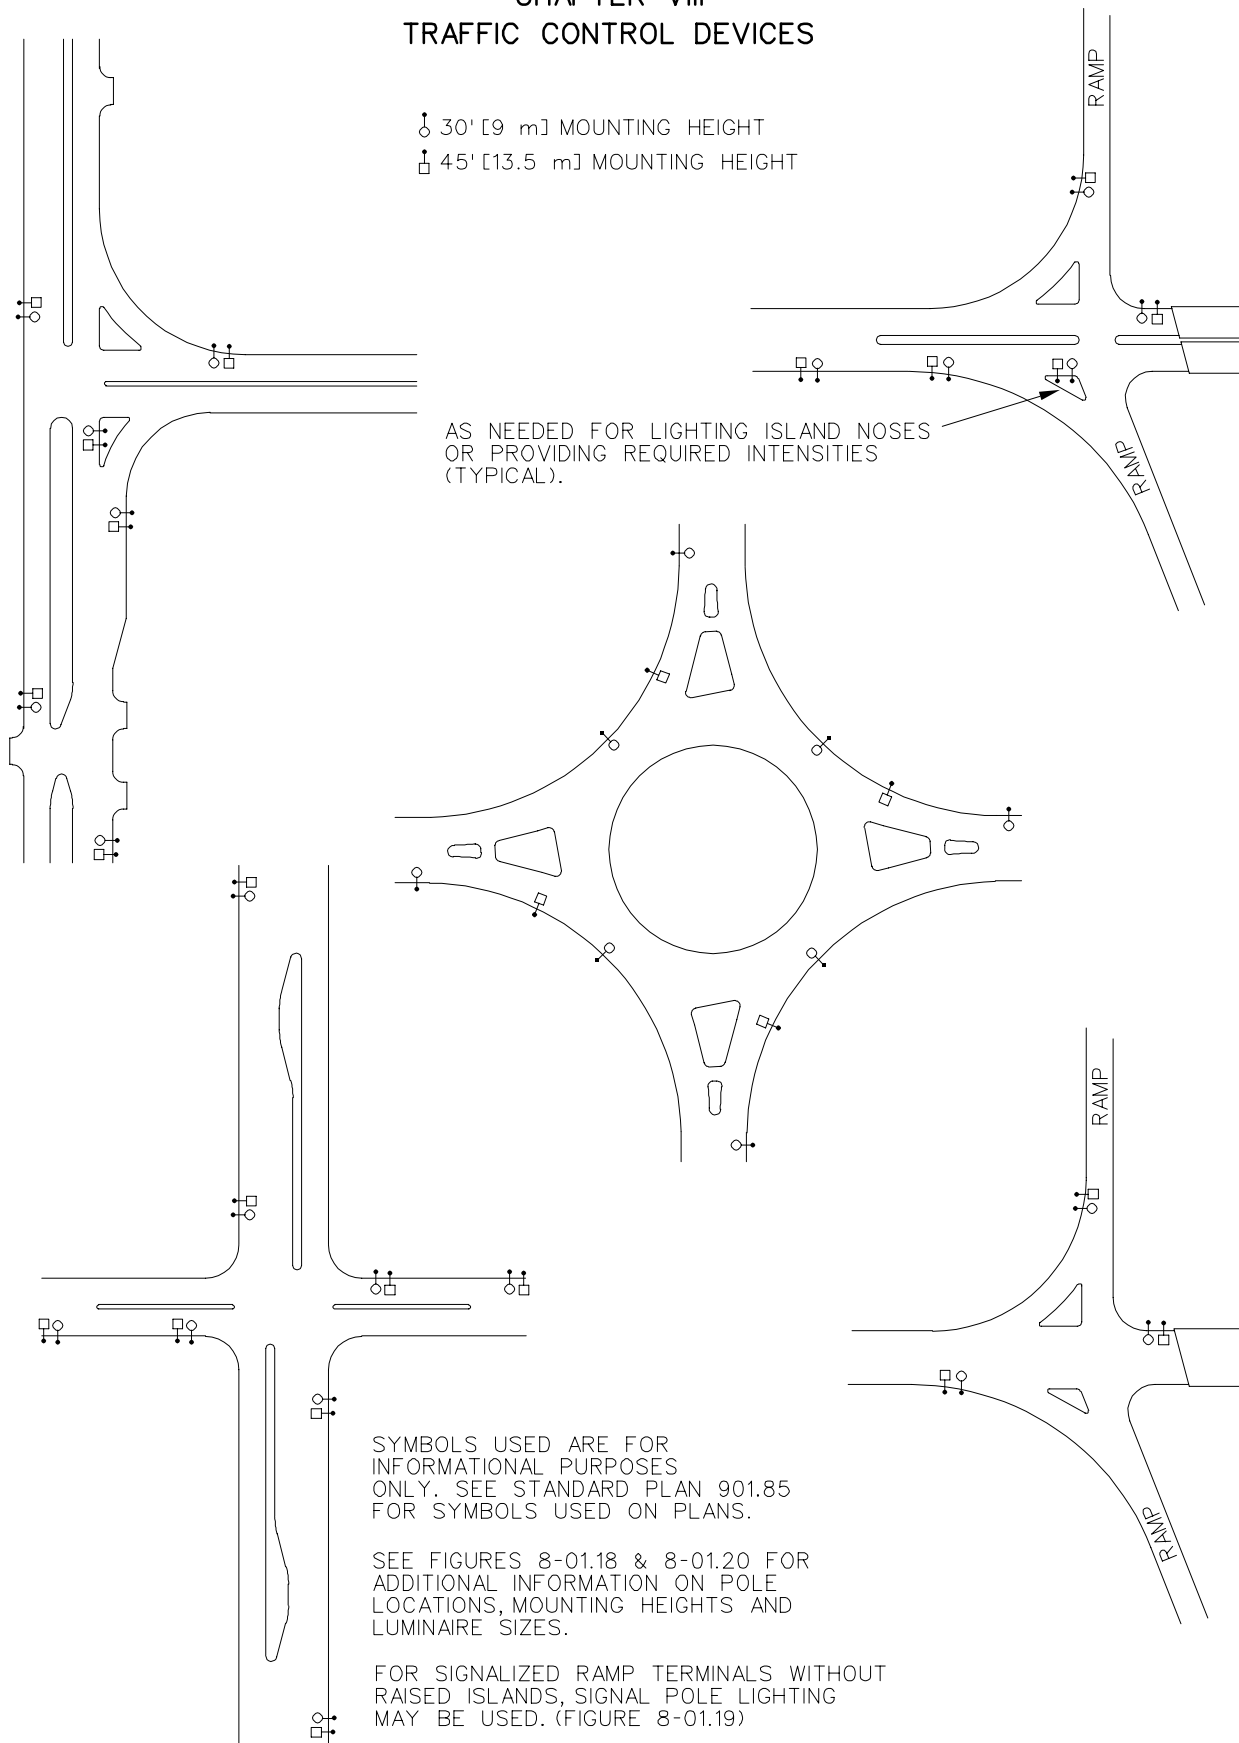 CHAPTER VIII
TRAFFIC CONTROL DEVICES
30' [9 m] MOUNTING HEIGHT
45' [13.5 m] MOUNTING HEIGHT
RAMP
AS NEEDED FOR LIGHTING ISLAND NOSES
OR PROVIDING REQUIRED INTENSITIES
(TYPICAL).
RAMP
RAMP
SYMBOLS USED ARE FOR
INFORMATIONAL PURPOSES
ONLY. SEE STANDARD PLAN 901.85
FOR SYMBOLS USED ON PLANS.
SEE FIGURES 8-01.18 & 8-01.20 FOR
ADDITIONAL INFORMATION ON POLE
LOCATIONS, MOUNTING HEIGHTS AND
LUMINAIRE SIZES.
RAMP
FOR SIGNALIZED RAMP TERMINALS WITHOUT
RAISED ISLANDS, SIGNAL POLE LIGHTING
MAY BE USED. (FIGURE 8-01.19)